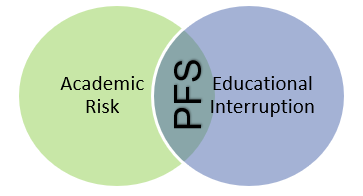 Academic
Risk
PFS
Educational
Interruption